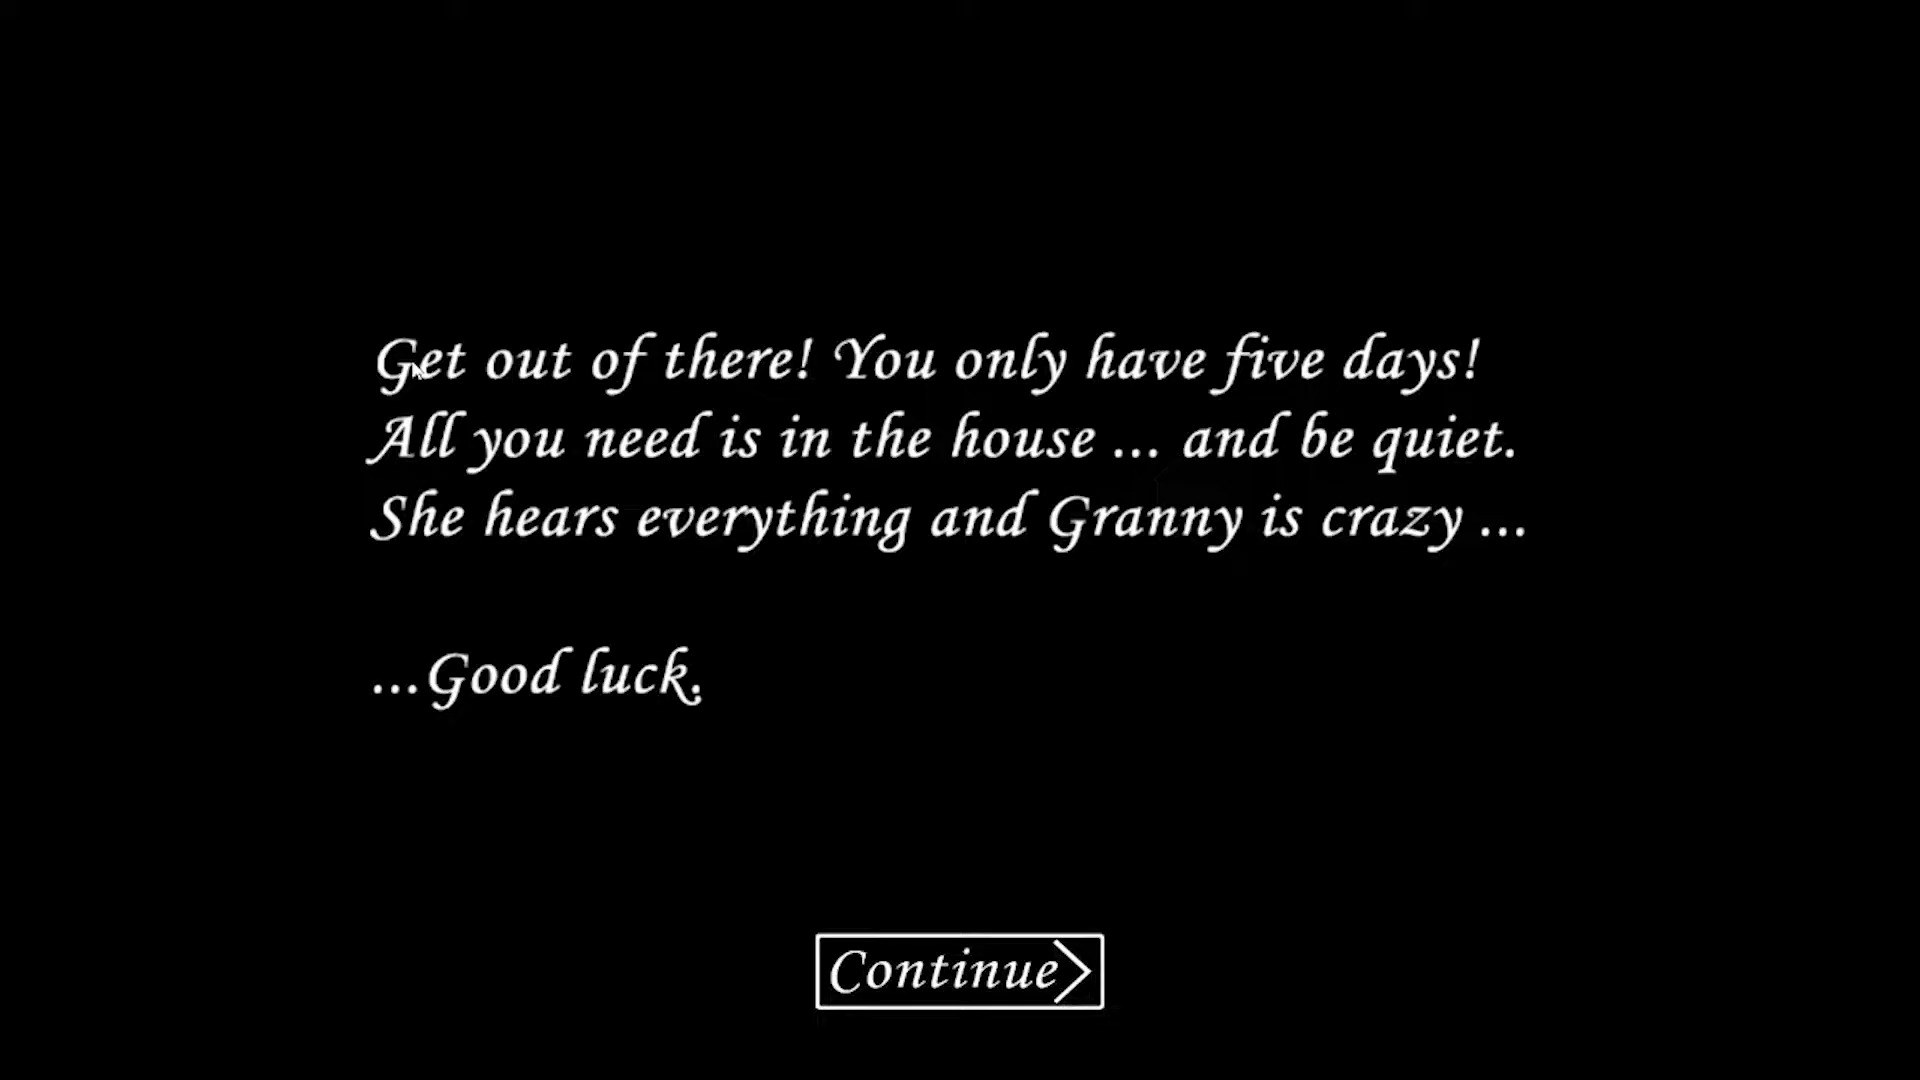 Get out of there! You only have five days!
All you need is in the house ... and be quiet.
She hears everything and Granny is crazy ...
...Good luck.
Continue